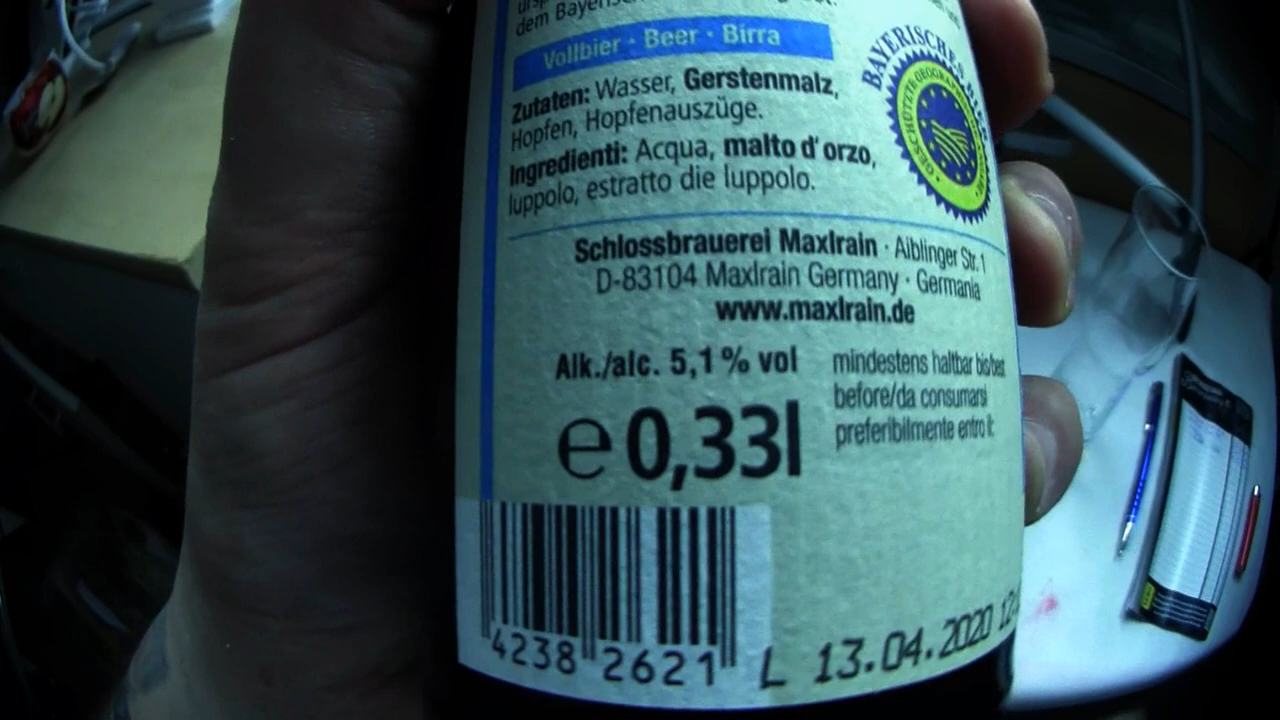 dem Bayerisch
Vollbier · Beer · Birra
Zutaten: Wasser, Gerstenmalz,
Hopfen, Hopfenauszüge.
Ingredienti: Acqua, malto d'orzo,
luppolo, estratto die luppolo.
BAYERISCHES
GESCHÜTZTE GEOGRAPHISCHE
Schlossbrauerei Maxlrain · Aiblinger Str. 1
D-83104 Maxlrain Germany · Germania
www.maxlrain.de
Alk./alc. 5,1 % vol
mindestens haltbar bis/best
before/da consumarsi
preferibilmente entro il:
e 0,33l
4238 2621
L 13.04.2020